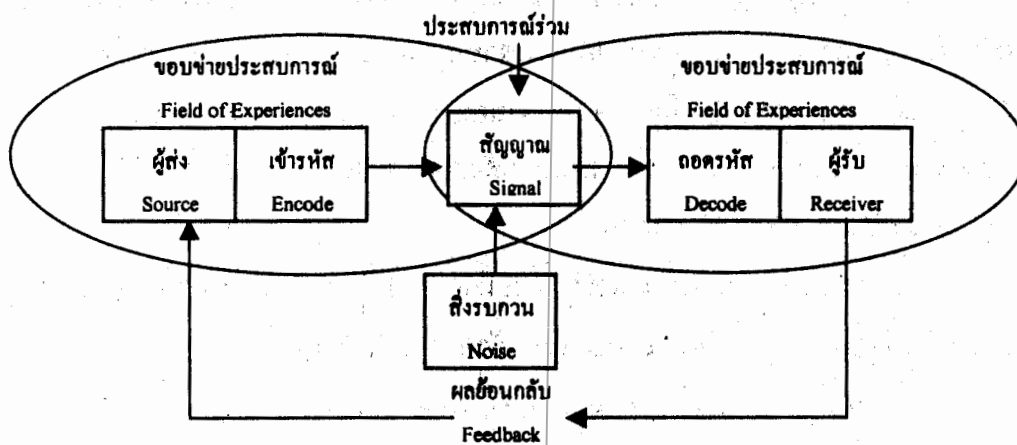 ประสบการณ์ร่วม
ขอบข่ายประสบการณ์
Field of Experiences
ผู้ส่ง
Source
เข้ารหัส
Encode
สัญญาณ
Signal
ขอบข่ายประสบการณ์
Field of Experiences
ถอดรหัส
Decode
ผู้รับ
Receiver
สิ่งรบกวน
Noise
ผลย้อนกลับ
Feedback